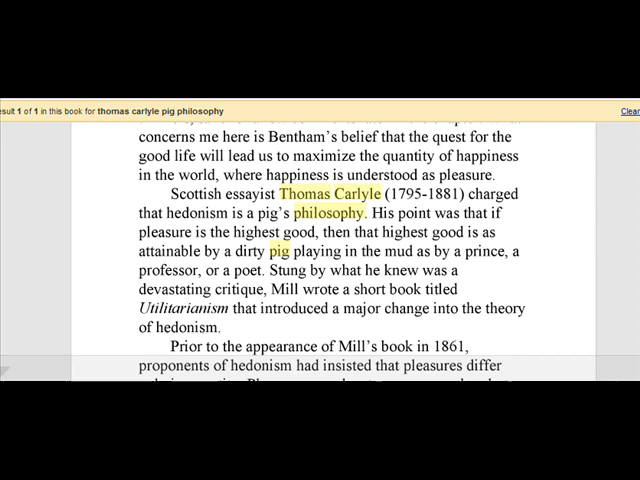 esult 1 of 1 in this book for thomas carlyle pig philosophy
Clear
concerns me here is Bentham's belief that the quest for the
good life will lead us to maximize the quantity of happiness
in the world, where happiness is understood as pleasure.
Scottish essayist Thomas Carlyle (1795-1881) charged
that hedonism is a pig's philosophy. His point was that if
pleasure is the highest good, then that highest good is as
attainable by a dirty pig playing in the mud as by a prince, a
professor, or a poet. Stung by what he knew was a
devastating critique, Mill wrote a short book titled
Utilitarianism that introduced a major change into the theory
of hedonism.
Prior to the appearance of Mill's book in 1861,
proponents of hedonism had insisted that pleasures differ